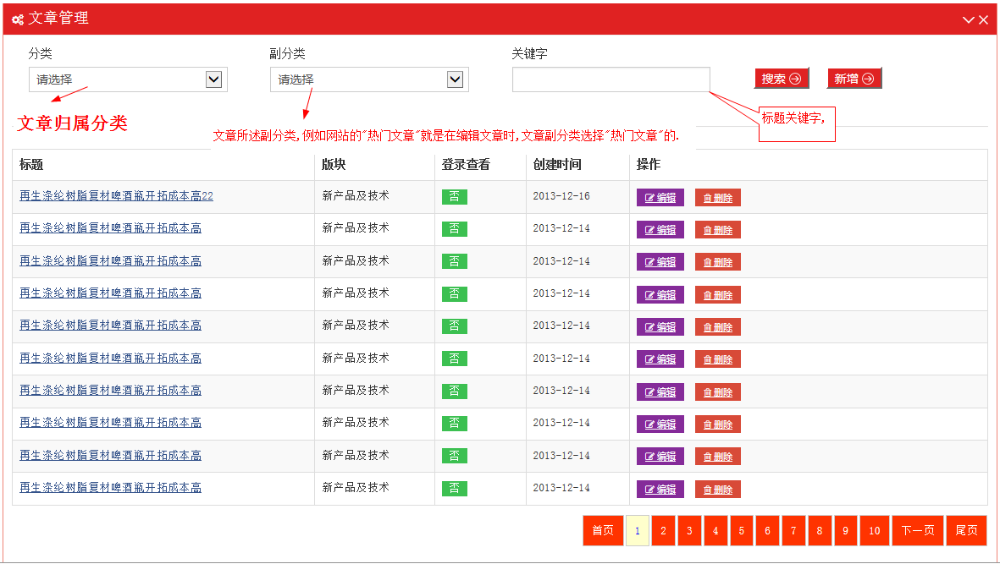 文章管理
分类 副分类 关键字
请选择 请选择 搜索 新增
标题关键字,
文章归属分类
文章所述副分类,例如网站的"热门文章"就是在编辑文章时,文章副分类选择"热门文章"的.
标题 版块 登录查看 创建时间 操作
再生涤纶树脂复材啤酒瓶开拓成本高22 新产品及技术 否 2013-12-16 编辑 删除
再生涤纶树脂复材啤酒瓶开拓成本高 新产品及技术 否 2013-12-14 编辑 删除
再生涤纶树脂复材啤酒瓶开拓成本高 新产品及技术 否 2013-12-14 编辑 删除
再生涤纶树脂复材啤酒瓶开拓成本高 新产品及技术 否 2013-12-14 编辑 删除
再生涤纶树脂复材啤酒瓶开拓成本高 新产品及技术 否 2013-12-14 编辑 删除
再生涤纶树脂复材啤酒瓶开拓成本高 新产品及技术 否 2013-12-14 编辑 删除
再生涤纶树脂复材啤酒瓶开拓成本高 新产品及技术 否 2013-12-14 编辑 删除
再生涤纶树脂复材啤酒瓶开拓成本高 新产品及技术 否 2013-12-14 编辑 删除
再生涤纶树脂复材啤酒瓶开拓成本高 新产品及技术 否 2013-12-14 编辑 删除
再生涤纶树脂复材啤酒瓶开拓成本高 新产品及技术 否 2013-12-14 编辑 删除
首页 1 2 3 4 5 6 7 8 9 10 下一页 尾页